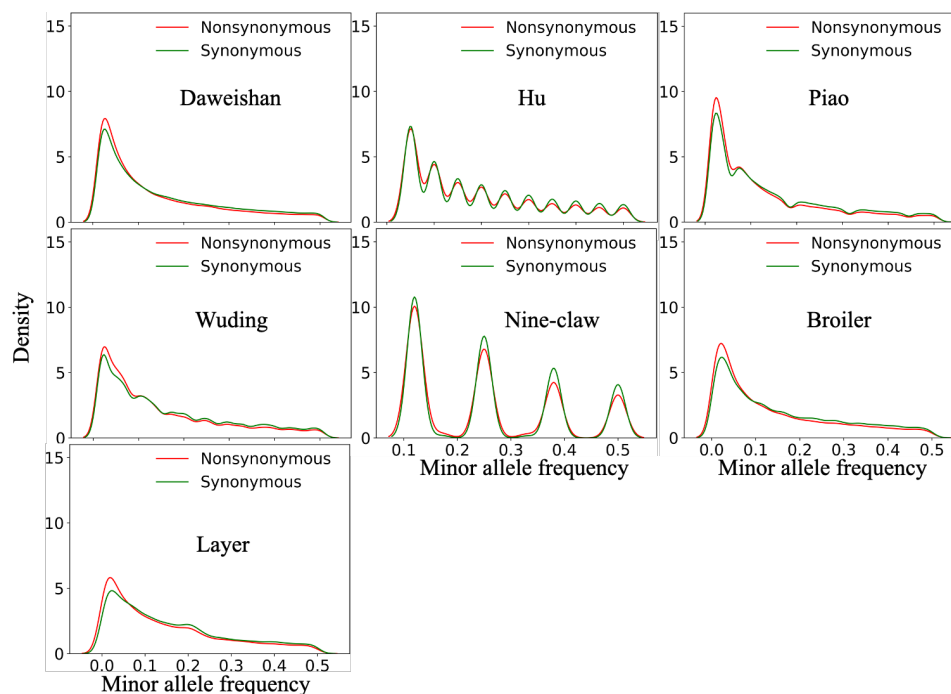 15
Nonsynonymous
Synonymous
10
Daweishan
5
0
Nonsynonymous
Synonymous
Hu
15
10
5
0
Nonsynonymous
Synonymous
Piao
15
10
5
0
15
Nonsynonymous
Synonymous
10
Wuding
5
0
Density
15
Nonsynonymous
Synonymous
10
Nine-claw
5
0
0.1 0.2 0.3 0.4 0.5
Minor allele frequency
15
Nonsynonymous
Synonymous
10
Broiler
5
0
0.0 0.1 0.2 0.3 0.4 0.5
Minor allele frequency
15
Nonsynonymous
Synonymous
10
Layer
5
0
0.0 0.1 0.2 0.3 0.4 0.5
Minor allele frequency